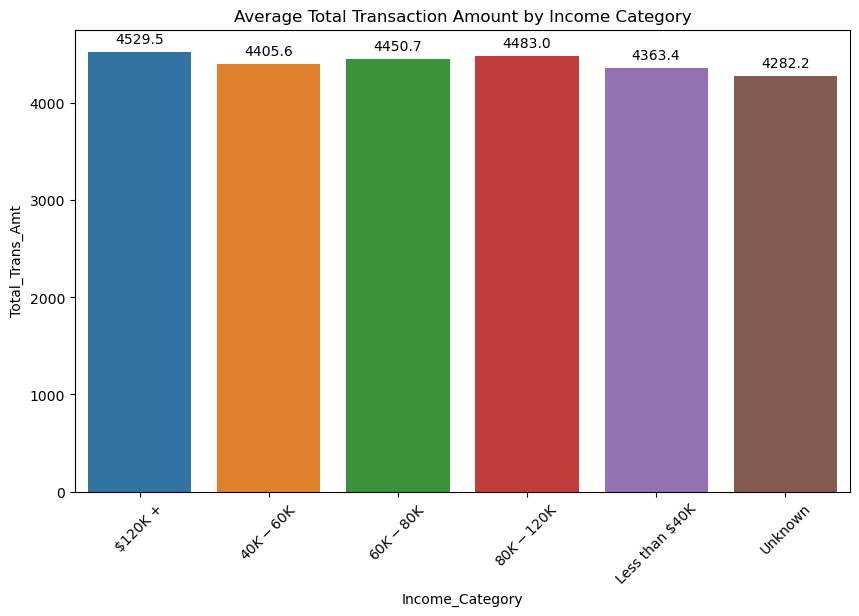 Average Total Transaction Amount by Income Category
4529.5
4405.6
4450.7
4483.0
4363.4
4282.2
Total_Trans_Amt
4000
3000
2000
1000
0
$120K +
40K − 60K
60K − 80K
80K − 120K
Less than $40K
Unknown
Income_Category